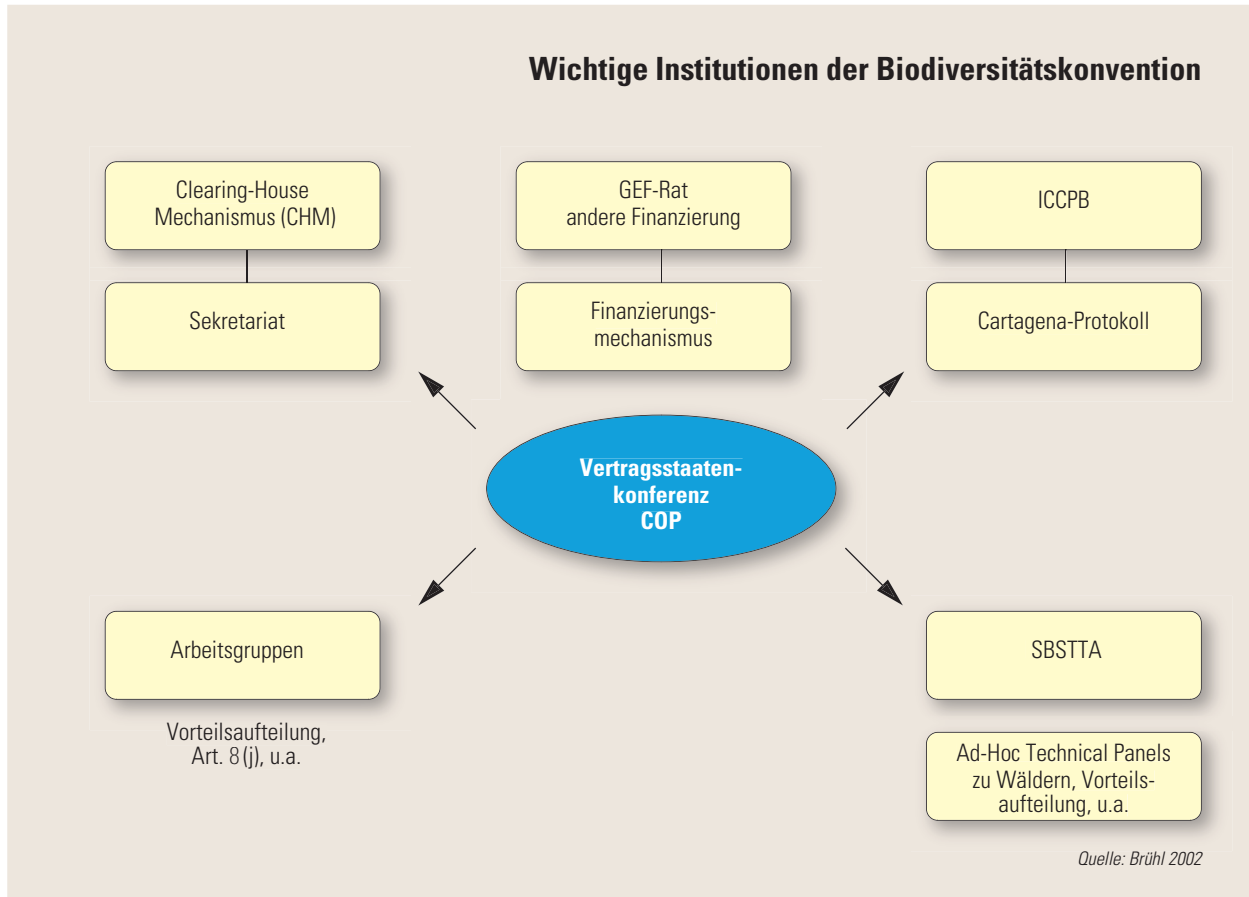 Wichtige Institutionen der Biodiversitätskonvention
Clearing-House
Mechanismus (CHM)
GEF-Rat
andere Finanzierung
ICCPB
Sekretariat
Finanzierungs-
mechanismus
Cartagena-Protokoll
Vertragsstaaten-
konferenz
COP
Arbeitsgruppen
Vorteilsaufteilung,
Art. 8(j), u.a.
SBSTTA
Ad-Hoc Technical Panels
zu Wäldern, Vorteils-
aufteilung, u.a.
Quelle: Brühl 2002